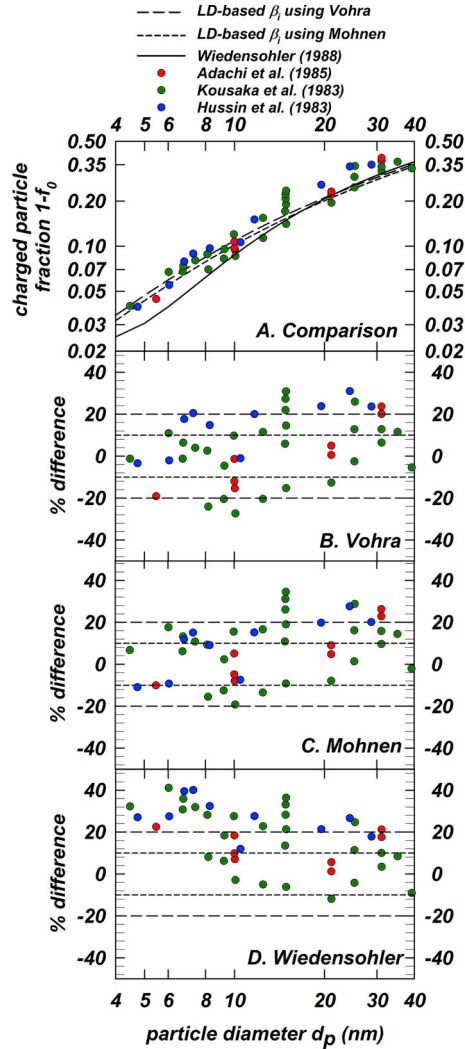 LD-based βi using Vohra
LD-based βi using Mohnen
Wiedensohler (1988)
Adachi et al. (1985)
Kousaka et al. (1983)
Hussin et al. (1983)
4 5 6 8 10 20 30 40
0.50 0.50
0.35 0.35
0.20 0.20
0.10 0.10
0.07 0.07
0.05 0.05
0.03 0.03
0.02 0.02
charged particle
fraction 1-f0
A. Comparison
40 40
20 20
0 0
-20 -20
-40 -40
% difference
B. Vohra
40 40
20 20
0 0
-20 -20
-40 -40
% difference
C. Mohnen
40 40
20 20
0 0
-20 -20
-40 -40
% difference
D. Wiedensohler
4 5 6 8 10 20 30 40
particle diameter dp (nm)